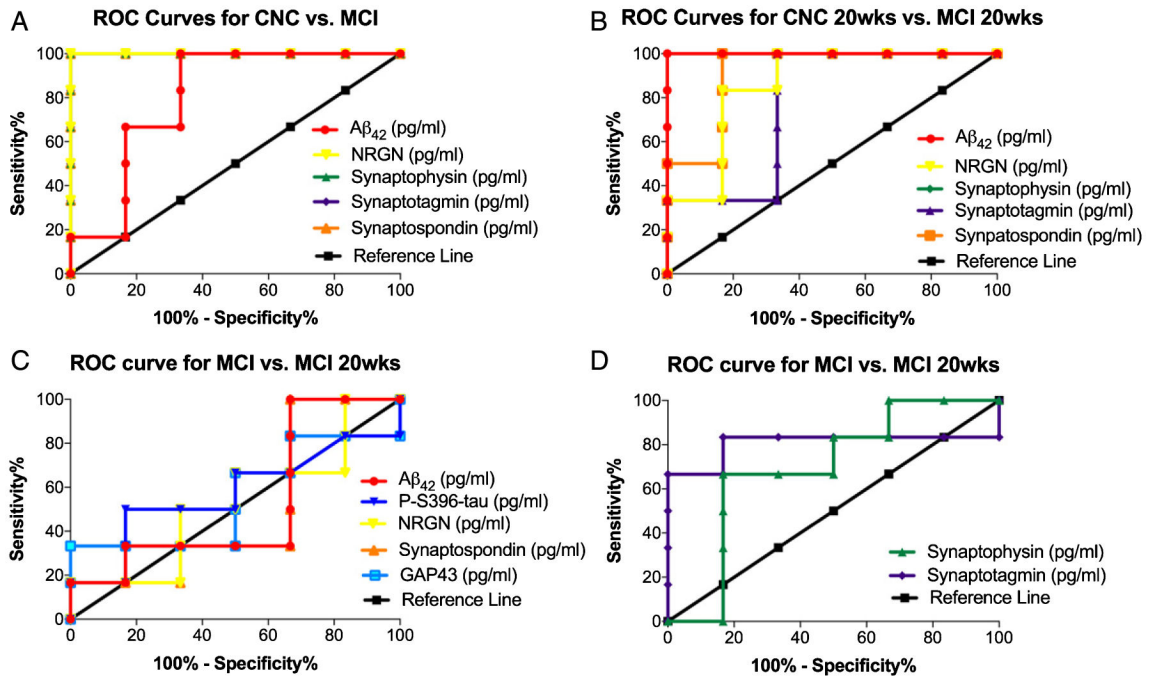 A
ROC Curves for CNC vs. MCI
Sensitivity%
100
80
60
40
20
0
0 20 40 60 80 100
100% - Specificity%
Aβ42 (pg/ml)
NRGN (pg/ml)
Synaptophysin (pg/ml)
Synaptotagmin (pg/ml)
Synaptospondin (pg/ml)
Reference Line
B
ROC Curves for CNC 20wks vs. MCI 20wks
Sensitivity%
100
80
60
40
20
0
0 20 40 60 80 100
100% - Specificity%
Aβ42 (pg/ml)
NRGN (pg/ml)
Synaptophysin (pg/ml)
Synaptotagmin (pg/ml)
Synpatospondin (pg/ml)
Reference Line
C
ROC curve for MCI vs. MCI 20wks
Sensitivity%
100
80
60
40
20
0
0 20 40 60 80 100
100% - Specificity%
Aβ42 (pg/ml)
P-S396-tau (pg/ml)
NRGN (pg/ml)
Synaptospondin (pg/ml)
GAP43 (pg/ml)
Reference Line
D
ROC curve for MCI vs. MCI 20wks
Sensitivity%
100
80
60
40
20
0
0 20 40 60 80 100
100% - Specificity%
Synaptophysin (pg/ml)
Synaptotagmin (pg/ml)
Reference Line